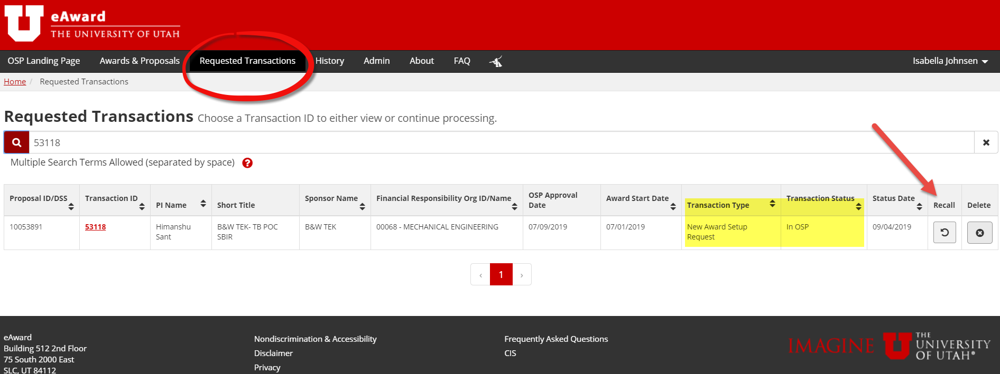 eAward
THE UNIVERSITY OF UTAH
OSP Landing Page Awards & Proposals Requested Transactions History Admin About FAQ Isabella Johnsen
Home / Requested Transactions
Requested Transactions Choose a Transaction ID to either view or continue processing.
53118
Multiple Search Terms Allowed (separated by space) ?
Proposal ID/DSS Transaction ID PI Name Short Title Sponsor Name Financial Responsibility Org ID/Name OSP Approval Date Award Start Date Transaction Type Transaction Status Status Date Recall Delete
10053891 53118 Himanshu Sant B&W TEK- TB POC SBIR B&W TEK 00068 - MECHANICAL ENGINEERING 07/09/2019 07/01/2019 New Award Setup Request In OSP 09/04/2019
‹ 1 ›
eAward
Building 512 2nd Floor
75 South 2000 East
SLC, UT 84112
Nondiscrimination & Accessibility
Disclaimer
Privacy
Frequently Asked Questions
CIS
IMAGINE U THE UNIVERSITY OF UTAH®